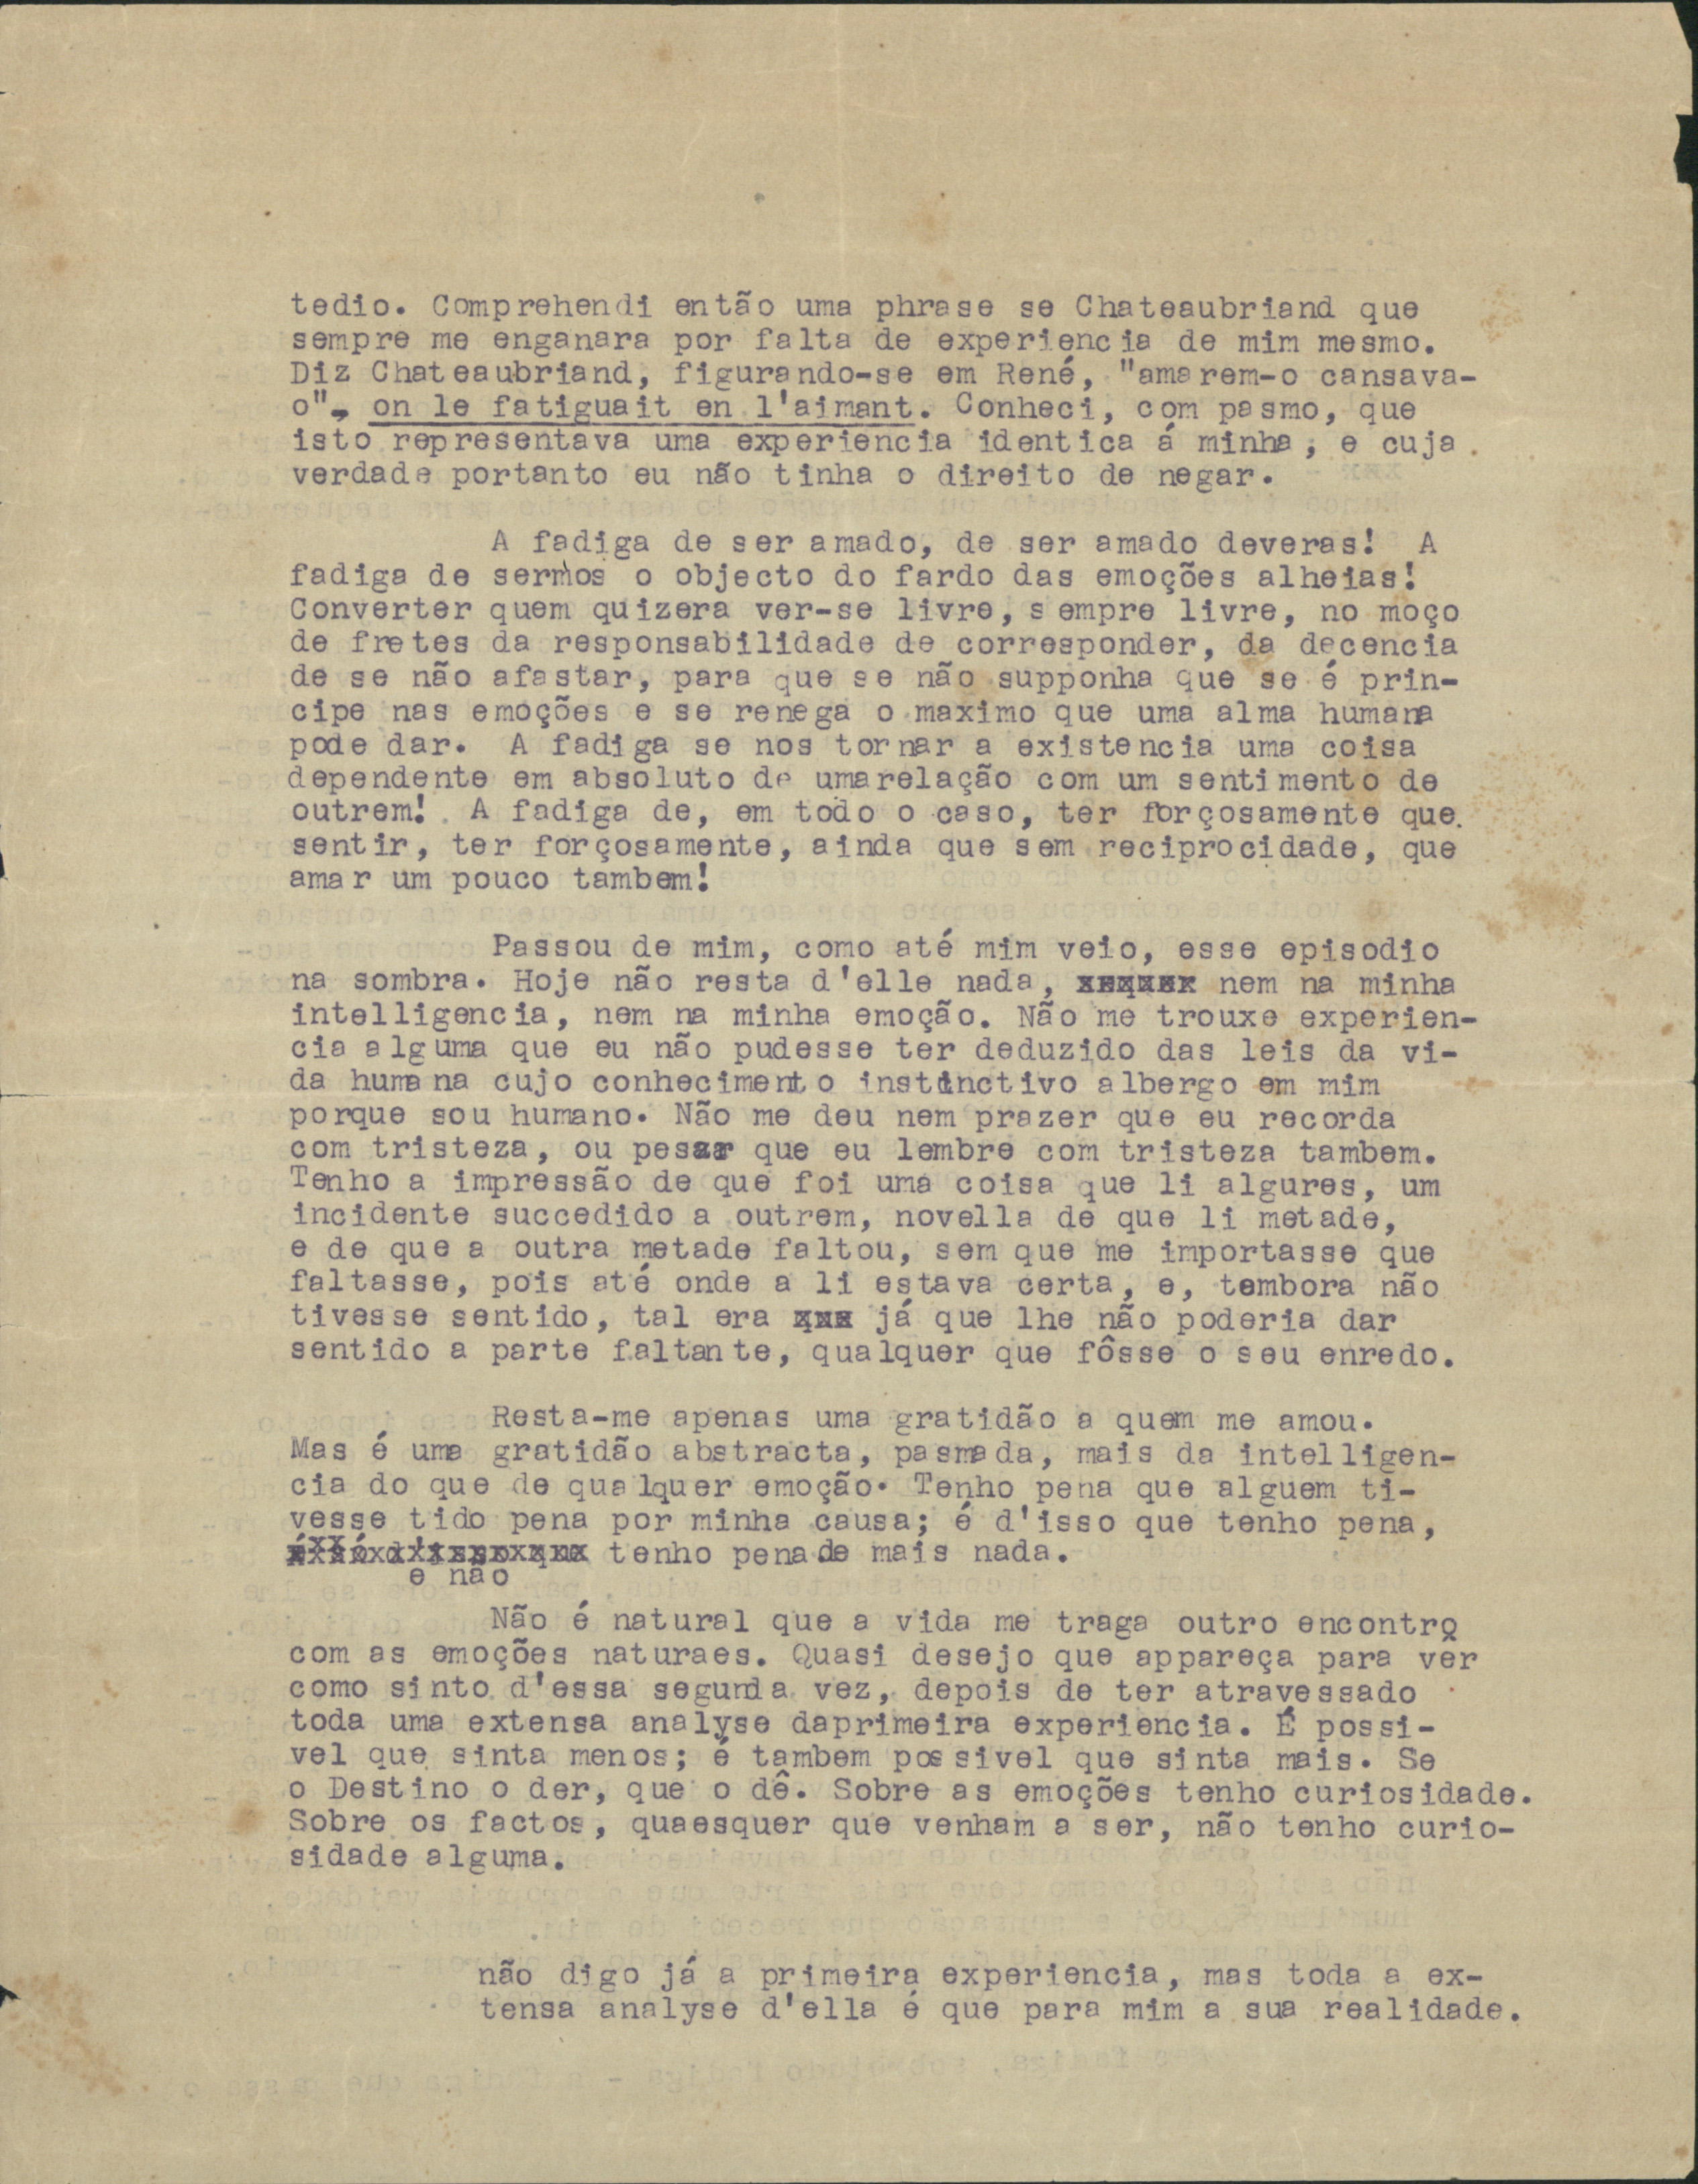 tedio. Comprehendi então uma phrase se Chateaubriand que
sempre me enganara por falta de experiencia de mim mesmo.
Diz Chateaubriand, figurando-se em René, "amarem-o cansava-
o", on le fatiguait en l'aimant. Conheci, com pasmo, que
isto representava uma experiencia identica á minha, e cuja
verdade portanto eu não tinha o direito de negar.
A fadiga de ser amado, de ser amado deveras! A
fadiga de sermos o objecto do fardo das emoções alheias!
Converter quem quizera ver-se livre, sempre livre, no moço
de fretes da responsabilidade de corresponder, da decencia
de se não afastar, para que se não supponha que se é prin-
cipe nas emoções e se renega o maximo que uma alma humana
pode dar. A fadiga se nos tornar a existencia uma coisa
dependente em absoluto de umarelação com um sentimento de
outrem! A fadiga de, em todo o caso, ter forçosamente que
sentir, ter forçosamente, ainda que sem reciprocidade, que
amar um pouco tambem!
Passou de mim, como até mim veio, esse episodio
na sombra. Hoje não resta d'elle nada, nem na minha
intelligencia, nem na minha emoção. Não me trouxe experien-
cia alguma que eu não pudesse ter deduzido das leis da vi-
da humana cujo conhecimento instinctivo albergo em mim
porque sou humano. Não me deu nem prazer que eu recorda
com tristeza, ou pesar que eu lembre com tristeza tambem.
Tenho a impressão de que foi uma coisa que li algures, um
incidente succedido a outrem, novella de que li metade,
e de que a outra metade faltou, sem que me importasse que
faltasse, pois até onde a li estava certa, e, tembora não
tivesse sentido, tal era já que lhe não poderia dar
sentido a parte faltante, qualquer que fôsse o seu enredo.
Resta-me apenas uma gratidão a quem me amou.
Mas é uma gratidão abstracta, pasmada, mais da intelligen-
cia do que de qualquer emoção. Tenho pena que alguem ti-
vesse tido pena por minha causa; é d'isso que tenho pena,
tenho pena de mais nada.
e não
Não é natural que a vida me traga outro encontro
com as emoções naturaes. Quasi desejo que appareça para vêr
como sinto d'essa segunda vez, depois de ter atravessado
toda uma extensa analyse daprimeira experiencia. É possi-
vel que sinta menos; é tambem possivel que sinta mais. Se
o Destino o der, que o dê. Sobre as emoções tenho curiosidade.
Sobre os factos, quaesquer que venham a ser, não tenho curio-
sidade alguma.
não digo já a primeira experiencia, mas toda a ex-
tensa analyse d'ella é que para mim a sua realidade.